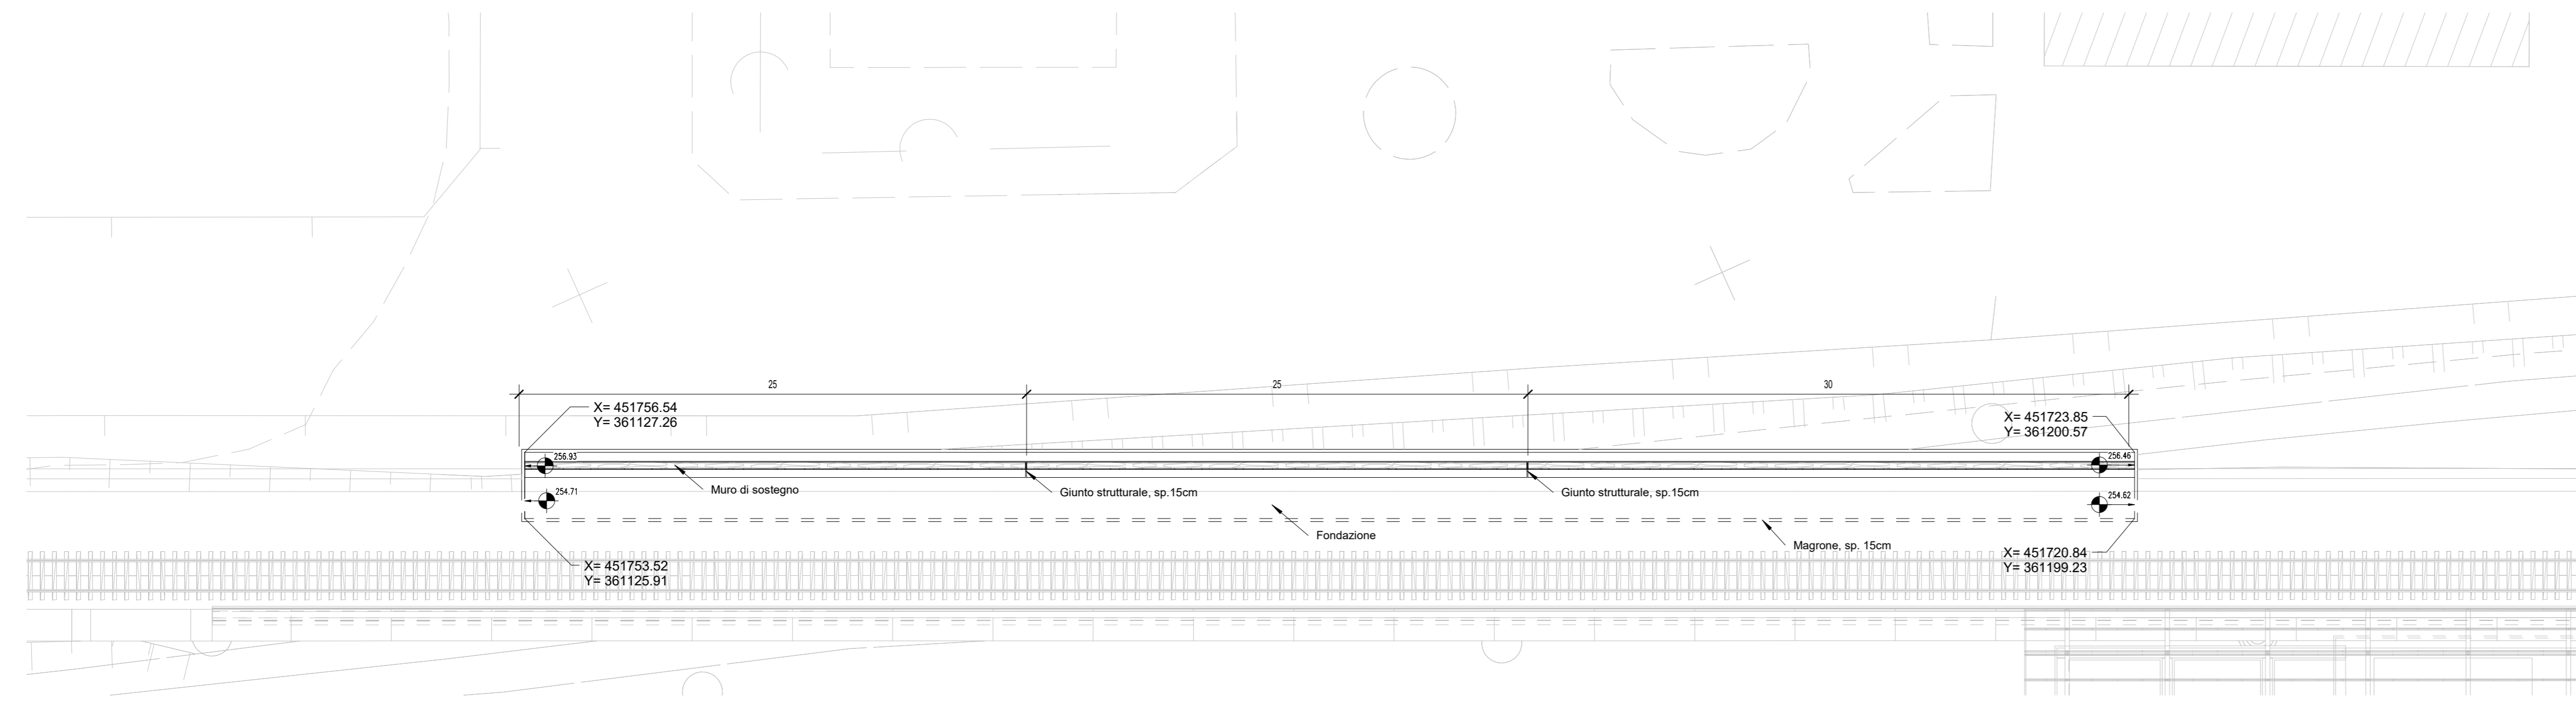 25
25
30
X= 451756.54
Y= 361127.26
X= 451723.85
Y= 361200.57
256.93
256.46
Muro di sostegno
Giunto strutturale, sp.15cm
Giunto strutturale, sp.15cm
254.71
254.62
Fondazione
Magrone, sp. 15cm
X= 451753.52
Y= 361125.91
X= 451720.84
Y= 361199.23